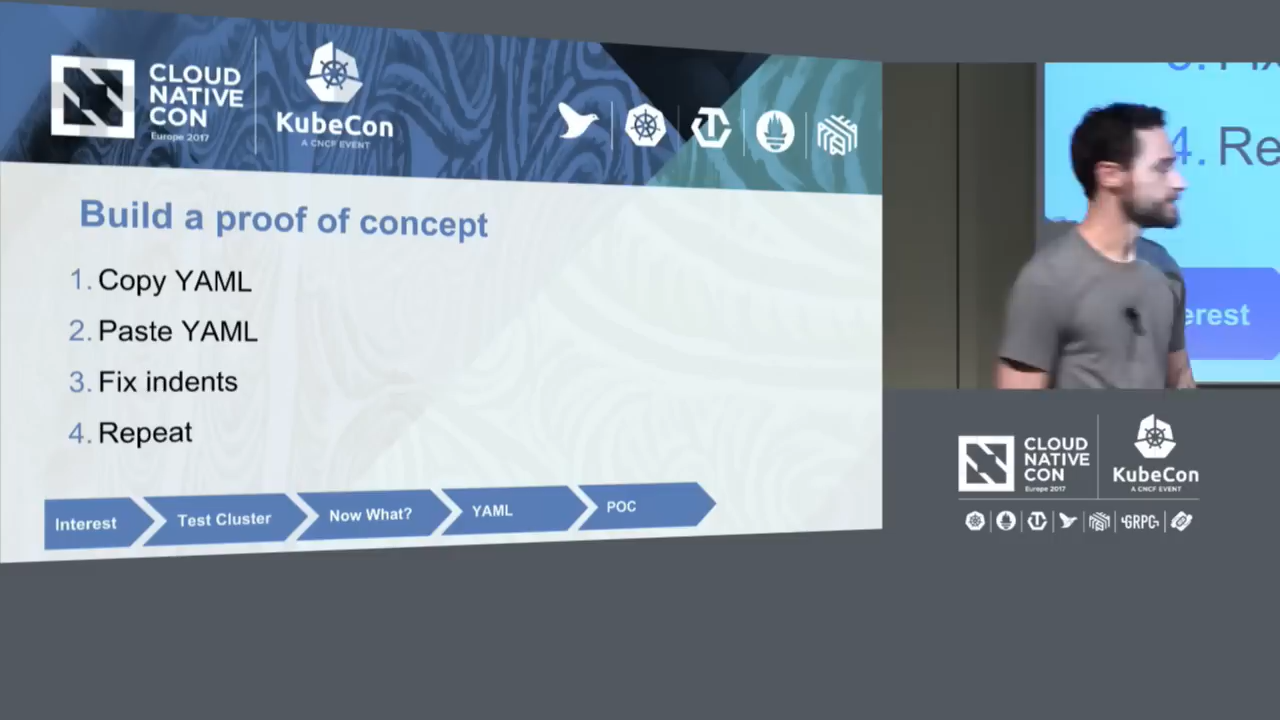 CLOUD
NATIVE
CON
Europe 2017
KubeCon
A CNCF EVENT
Build a proof of concept
1. Copy YAML
2. Paste YAML
3. Fix indents
4. Repeat
Interest
Test Cluster
Now What?
YAML
POC
3. Fix
4. Re
erest
CLOUD
NATIVE
CON
Europe 2017
KubeCon
A CNCF EVENT
GRPC